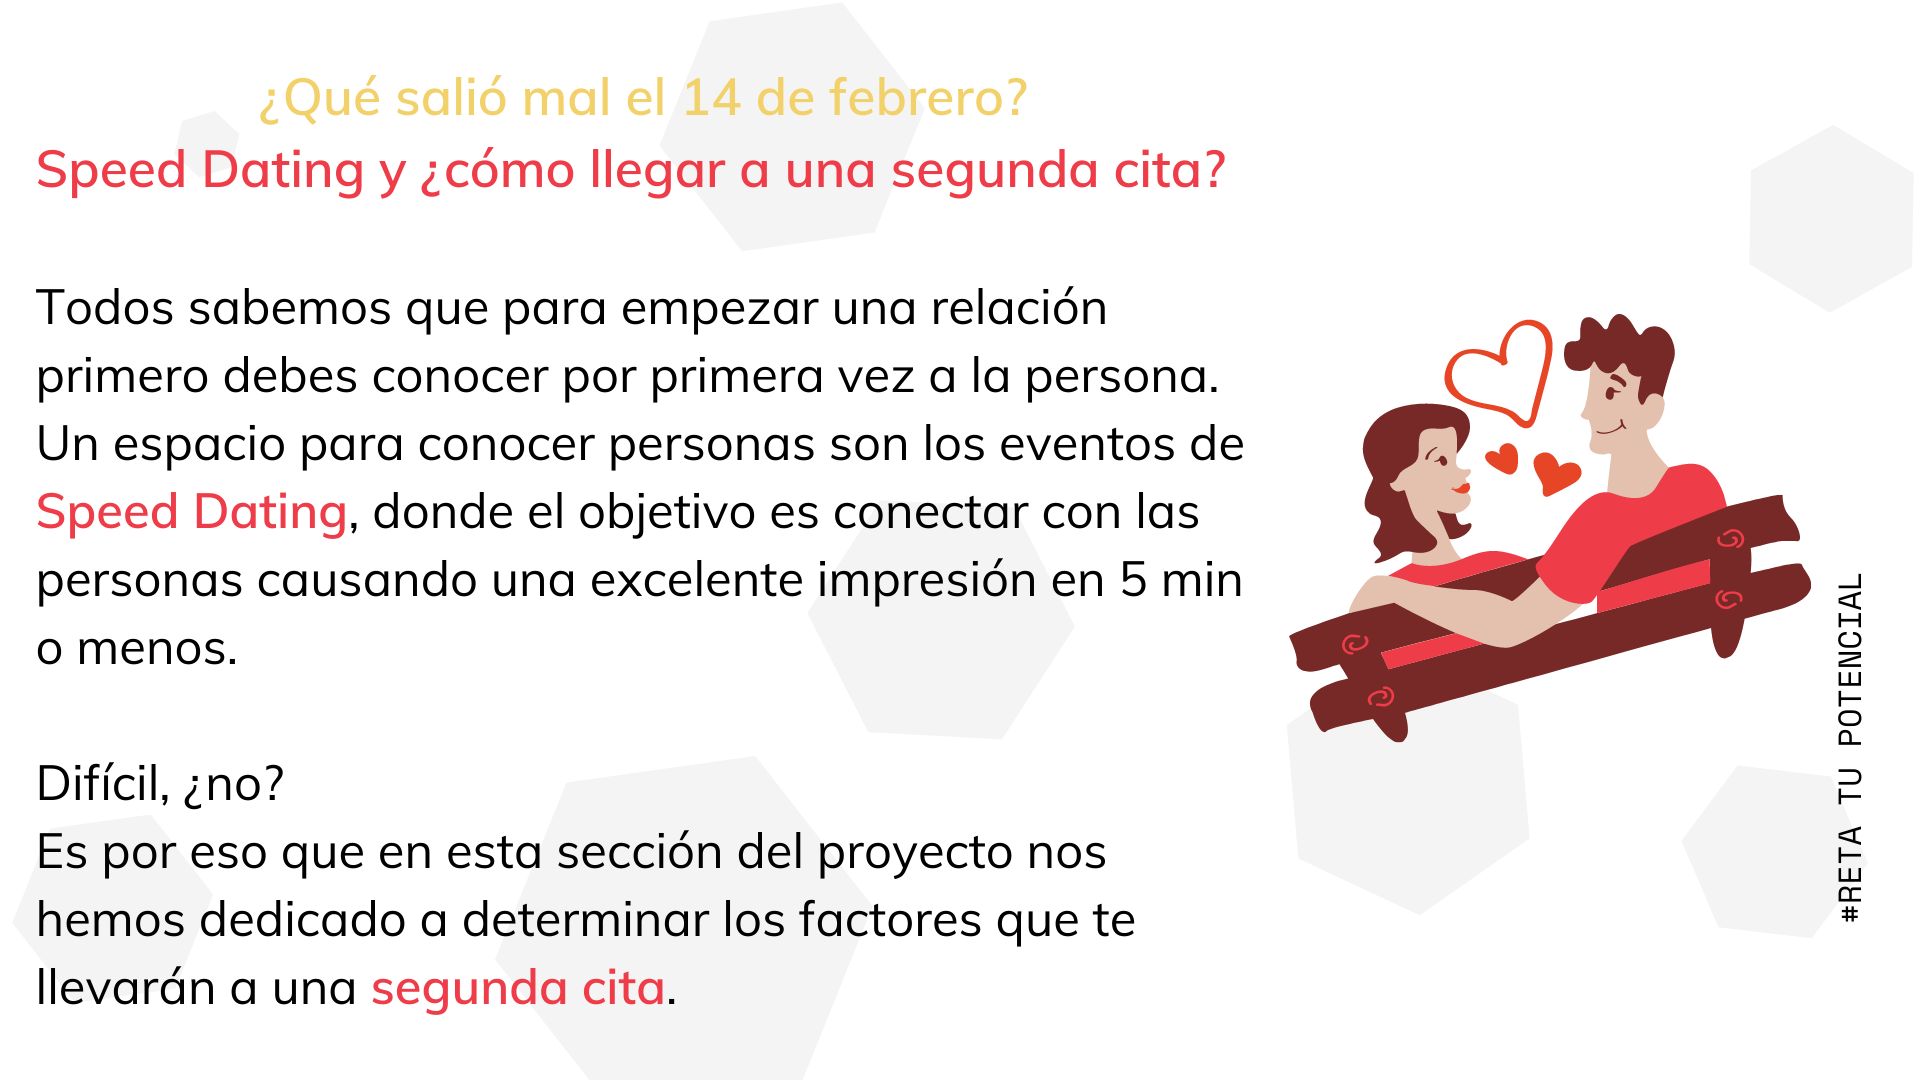 ¿Qué salió mal el 14 de febrero?
Speed Dating y ¿cómo llegar a una segunda cita?
Todos sabemos que para empezar una relación
primero debes conocer por primera vez a la persona.
Un espacio para conocer personas son los eventos de
Speed Dating, donde el objetivo es conectar con las
personas causando una excelente impresión en 5 min
o menos.
Difícil, ¿no?
Es por eso que en esta sección del proyecto nos
hemos dedicado a determinar los factores que te
llevarán a una segunda cita.
#RETA TU POTENCIAL